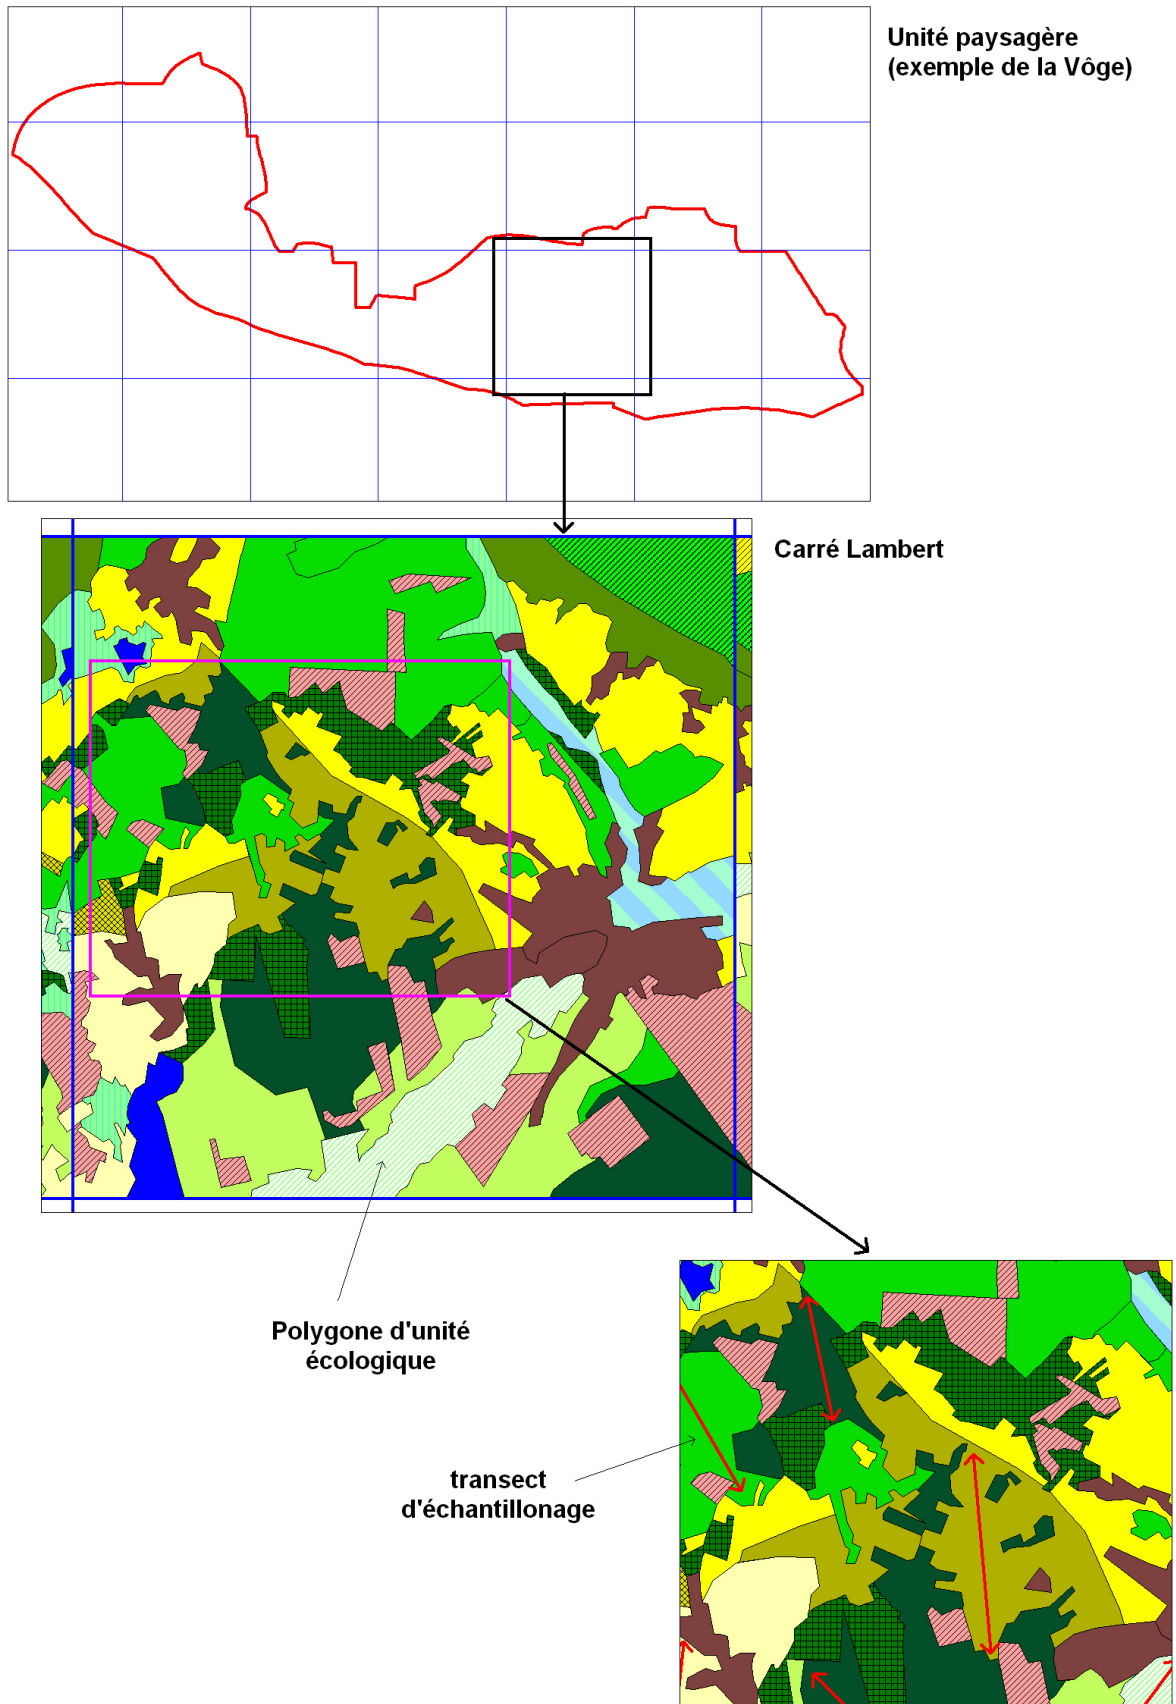 Unité paysagère
(exemple de la Vôge)
Carré Lambert
Polygone d'unité
écologique
transect
d'échantillonage